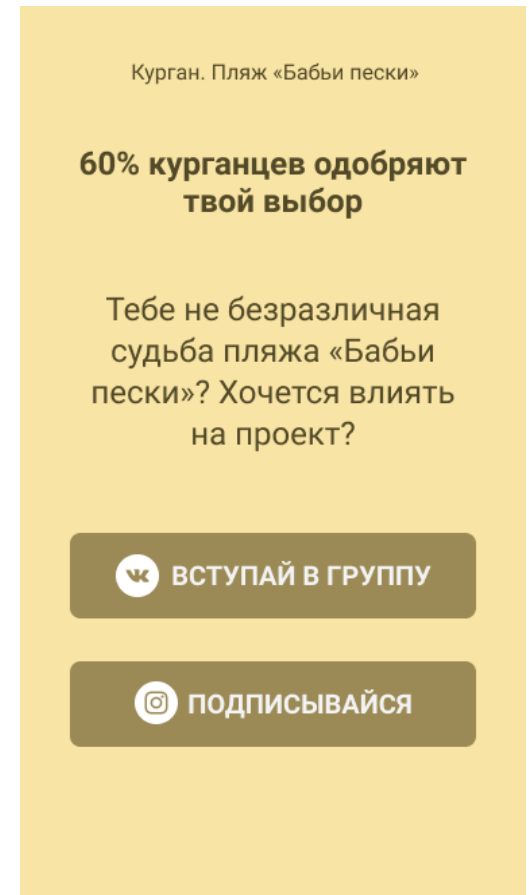 Курган. Пляж «Бабьи пески»
60% курганцев одобряют
твой выбор
Тебе не безразличная
судьба пляжа «Бабьи
пески»? Хочется влиять
на проект?
ВСТУПАЙ В ГРУППУ
ПОДПИСЫВАЙСЯ